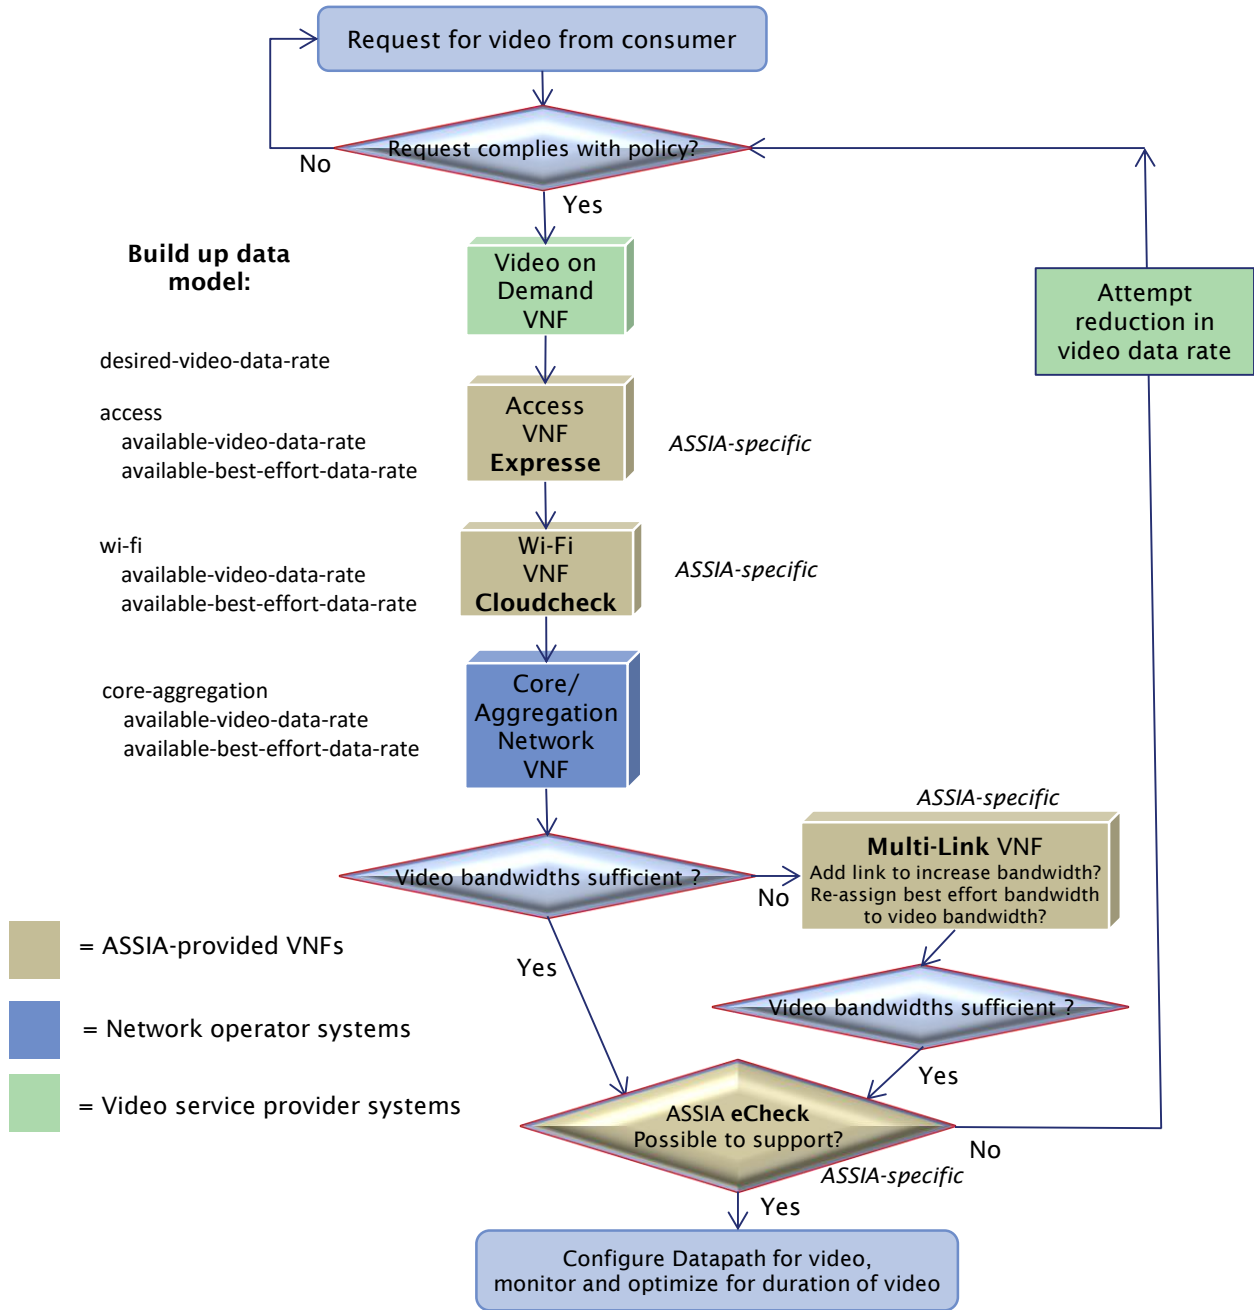 Request for video from consumer
Request complies with policy?
No
Yes
Build up data
model:
Video on
Demand
VNF
Attempt
reduction in
video data rate
desired-video-data-rate
access
available-video-data-rate
available-best-effort-data-rate
Access
VNF
Expresse
ASSIA-specific
wi-fi
available-video-data-rate
available-best-effort-data-rate
Wi-Fi
VNF
Cloudcheck
ASSIA-specific
core-aggregation
available-video-data-rate
available-best-effort-data-rate
Core/
Aggregation
Network
VNF
ASSIA-specific
Multi-Link VNF
Add link to increase bandwidth?
Re-assign best effort bandwidth
to video bandwidth?
Video bandwidths sufficient ?
No
Yes
Video bandwidths sufficient ?
Yes
= ASSIA-provided VNFs
= Network operator systems
= Video service provider systems
ASSIA eCheck
Possible to support?
No
ASSIA-specific
Yes
Configure Datapath for video,
monitor and optimize for duration of video